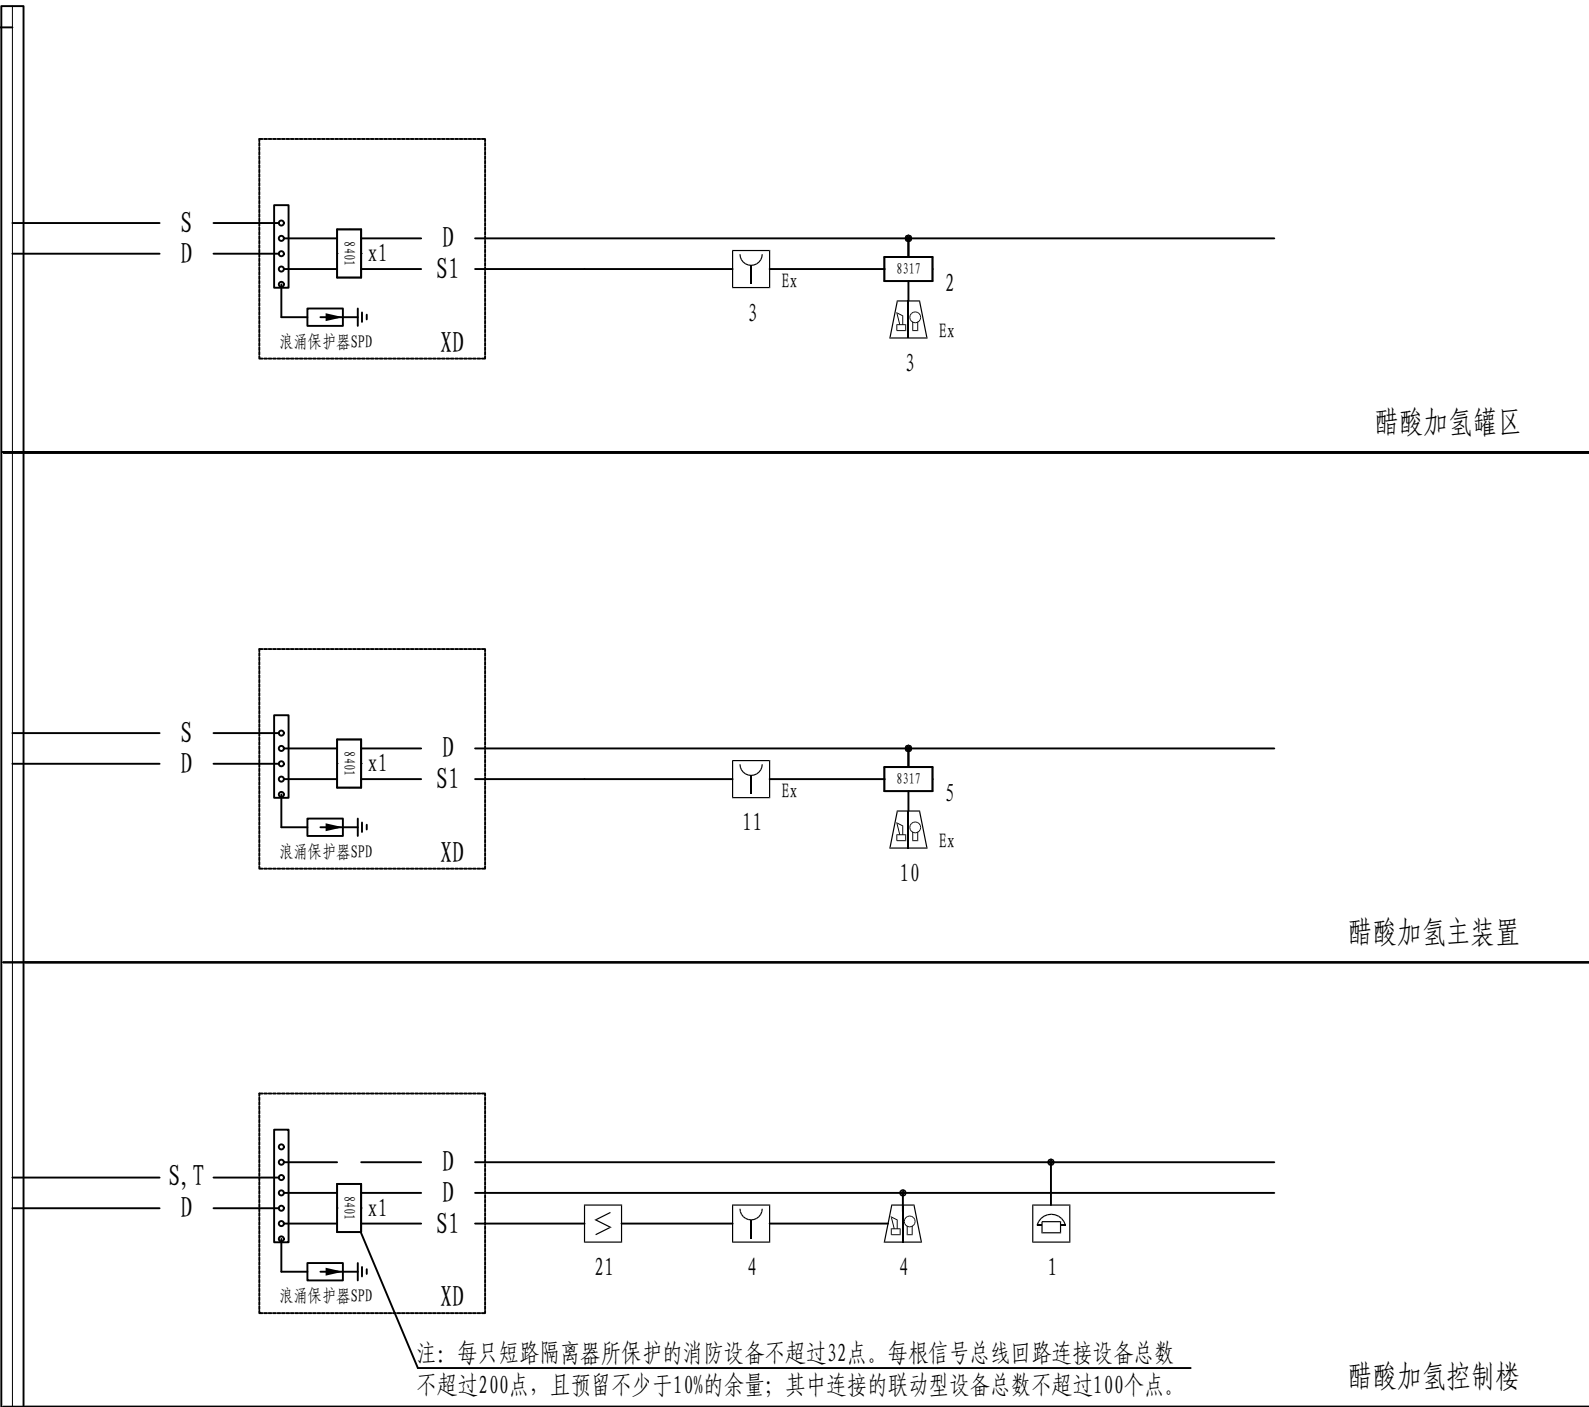 S
D
8401
x1
D
S1
浪涌保护器SPD
XD
Ex
3
8317
2
Ex
3
醋酸加氢罐区
S
D
8401
x1
D
S1
浪涌保护器SPD
XD
Ex
11
8317
5
Ex
10
醋酸加氢主装置
S, T
D
8401
x1
D
D
S1
浪涌保护器SPD
XD
21
4
4
1
注：每只短路隔离器所保护的消防设备不超过32点。每根信号总线回路连接设备总数
不超过200点，且预留不少于10%的余量；其中连接的联动型设备总数不超过100个点。
醋酸加氢控制楼